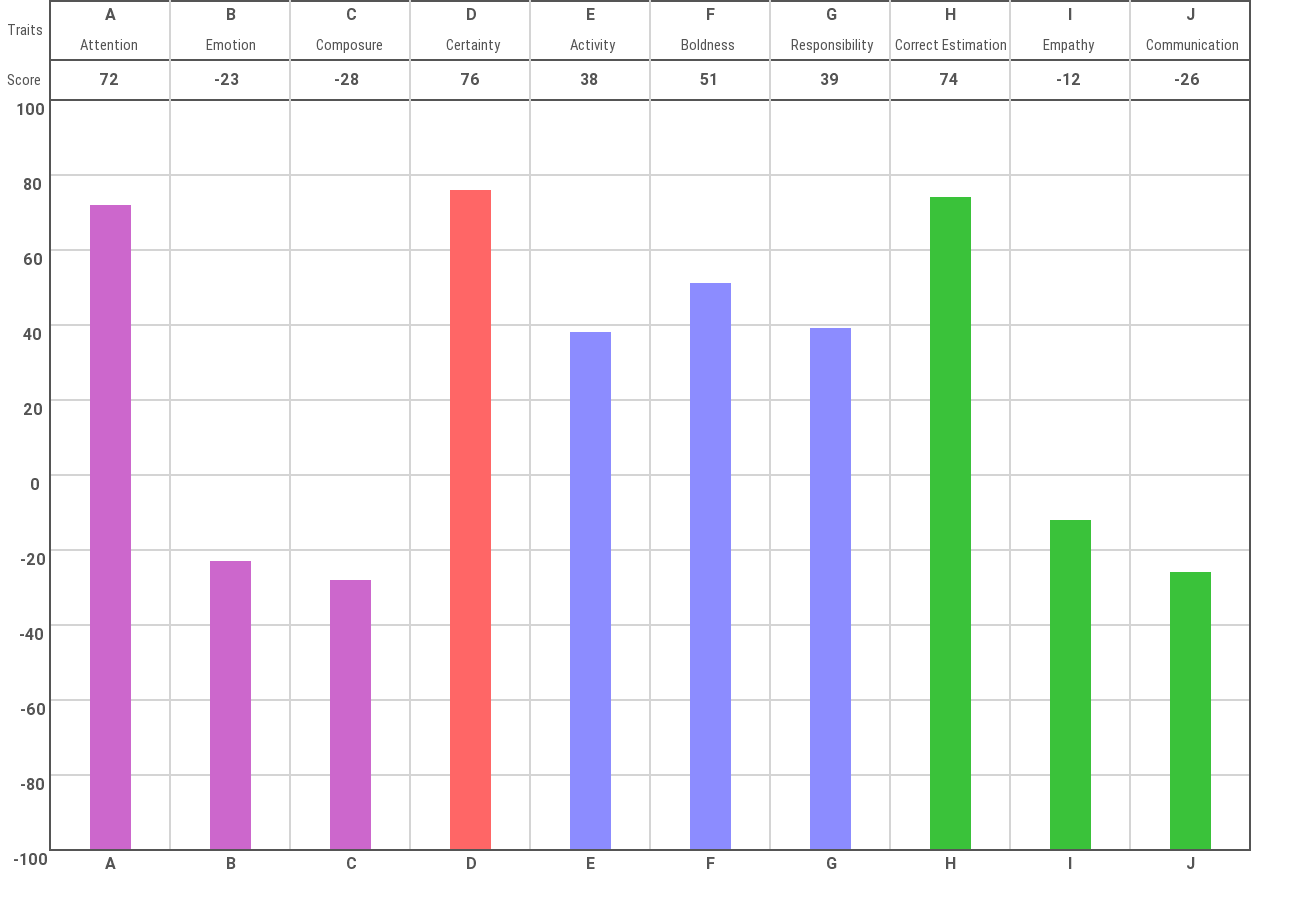 A B C D E F G H I J
Traits
Attention Emotion Composure Certainty Activity Boldness Responsibility Correct Estimation Empathy Communication
Score 72 -23 -28 76 38 51 39 74 -12 -26
100
80
60
40
20
0
-20
-40
-60
-80
-100
A B C D E F G H I J